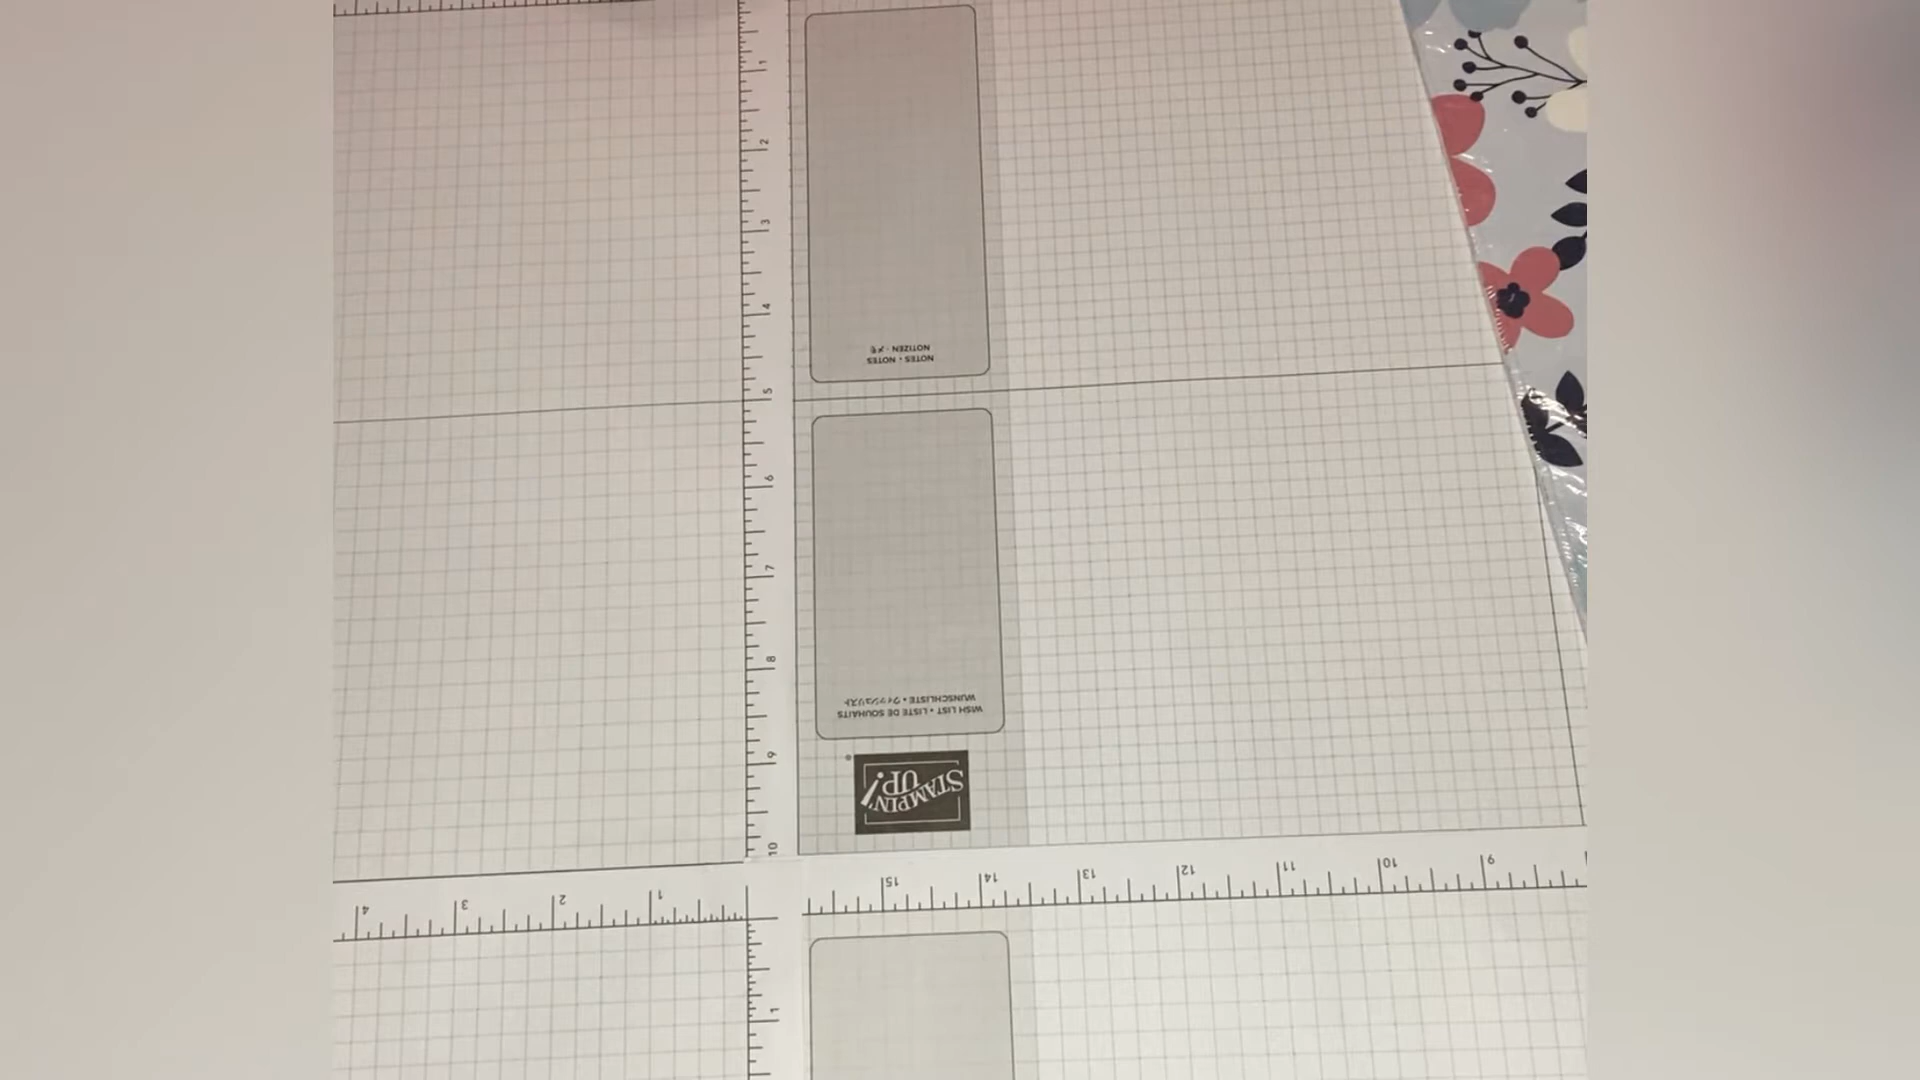 STAMPIN'
UP!
WISH LIST • LISTE DE SOUHAITS
WUNSCHLISTE • ウィッシュリスト
NOTES • NOTES
NOTIZEN • メモ
1
2
3
4
5
6
7
8
9
10
9 10 11 12 13 14 15
1 2 3 4
1